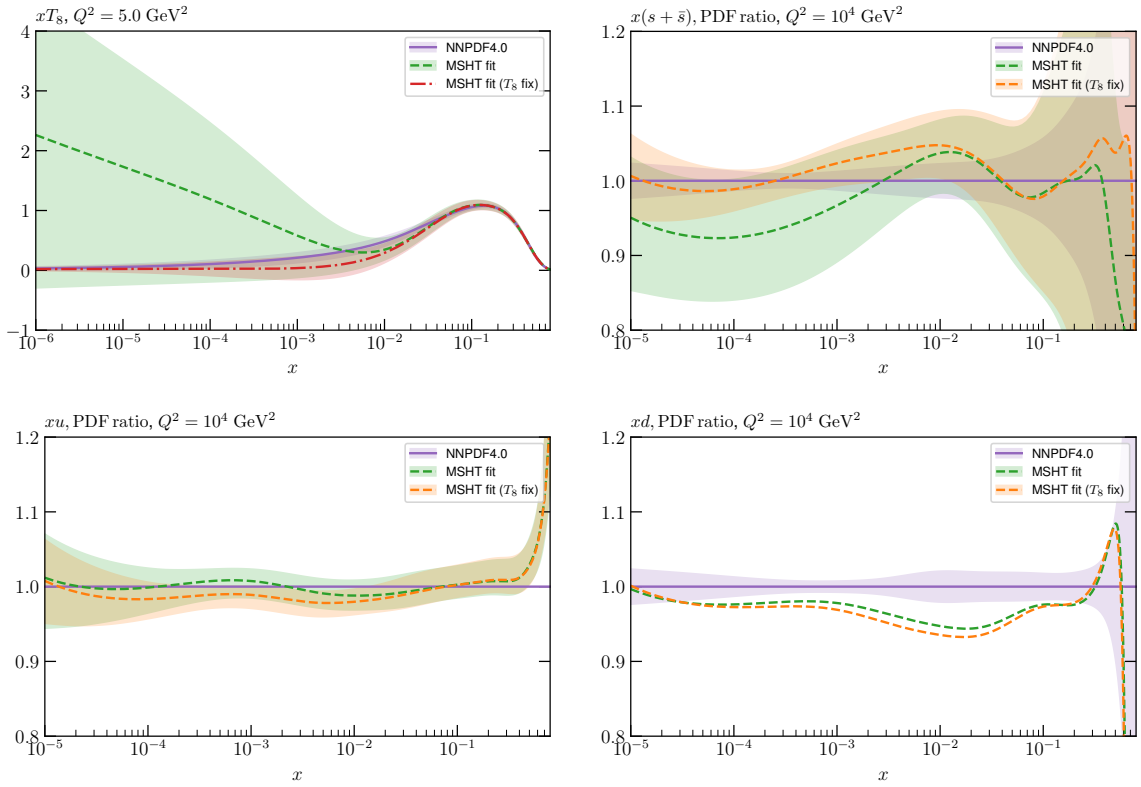 xT₈, Q² = 5.0 GeV²
NNPDF4.0
MSHT fit
MSHT fit (T₈ fix)
4
3
2
1
0
−1
10⁻⁶
10⁻⁵
10⁻⁴
10⁻³
10⁻²
10⁻¹
x
x(s + s̄), PDF ratio, Q² = 10⁴ GeV²
NNPDF4.0
MSHT fit
MSHT fit (T₈ fix)
1.2
1.1
1.0
0.9
0.8
10⁻⁵
10⁻⁴
10⁻³
10⁻²
10⁻¹
x
xu, PDF ratio, Q² = 10⁴ GeV²
NNPDF4.0
MSHT fit
MSHT fit (T₈ fix)
1.2
1.1
1.0
0.9
0.8
10⁻⁵
10⁻⁴
10⁻³
10⁻²
10⁻¹
x
xd, PDF ratio, Q² = 10⁴ GeV²
NNPDF4.0
MSHT fit
MSHT fit (T₈ fix)
1.2
1.1
1.0
0.9
0.8
10⁻⁵
10⁻⁴
10⁻³
10⁻²
10⁻¹
x